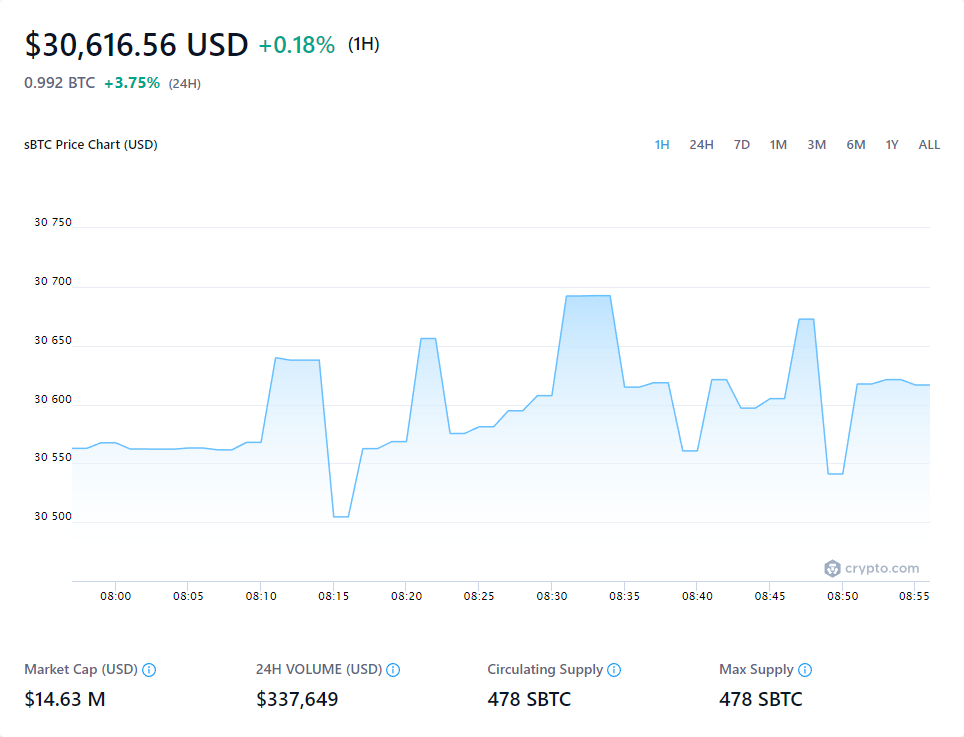 $30,616.56 USD +0.18% (1H)
0.992 BTC +3.75% (24H)
sBTC Price Chart (USD) 1H 24H 7D 1M 3M 6M 1Y ALL
30 750
30 700
30 650
30 600
30 550
30 500
crypto.com
08:00 08:05 08:10 08:15 08:20 08:25 08:30 08:35 08:40 08:45 08:50 08:55
Market Cap (USD) 24H VOLUME (USD) Circulating Supply Max Supply
$14.63 M $337,649 478 SBTC 478 SBTC